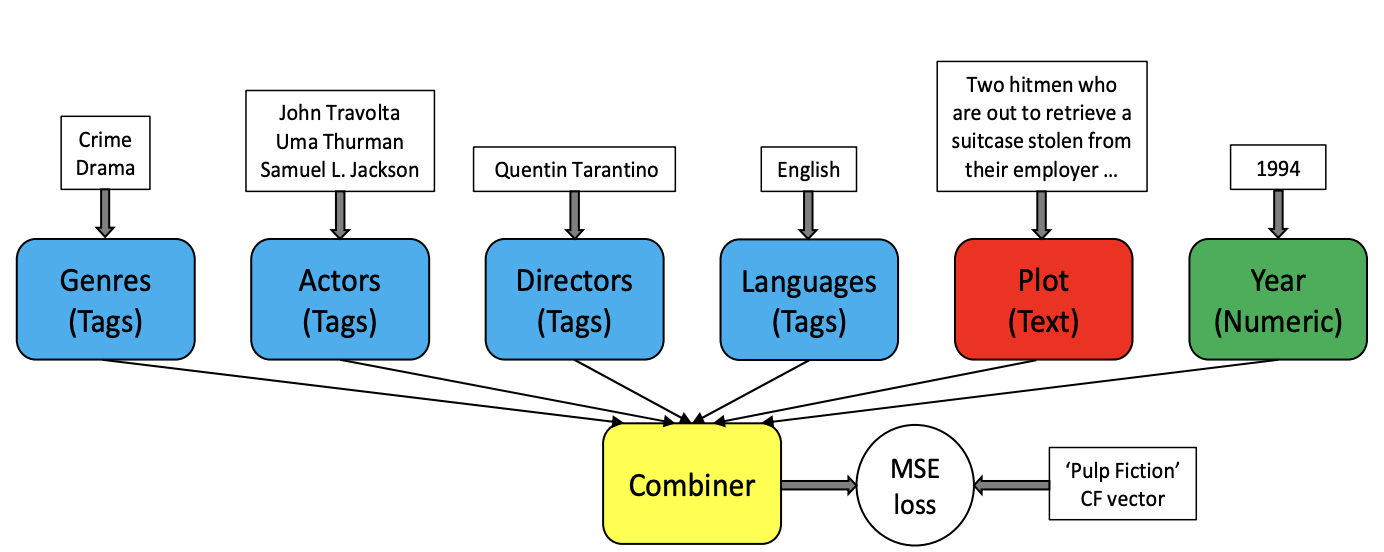 Crime
Drama
John Travolta
Uma Thurman
Samuel L. Jackson
Quentin Tarantino
English
Two hitmen who
are out to retrieve a
suitcase stolen from
their employer ...
1994
Genres
(Tags)
Actors
(Tags)
Directors
(Tags)
Languages
(Tags)
Plot
(Text)
Year
(Numeric)
Combiner
MSE
loss
‘Pulp Fiction’
CF vector